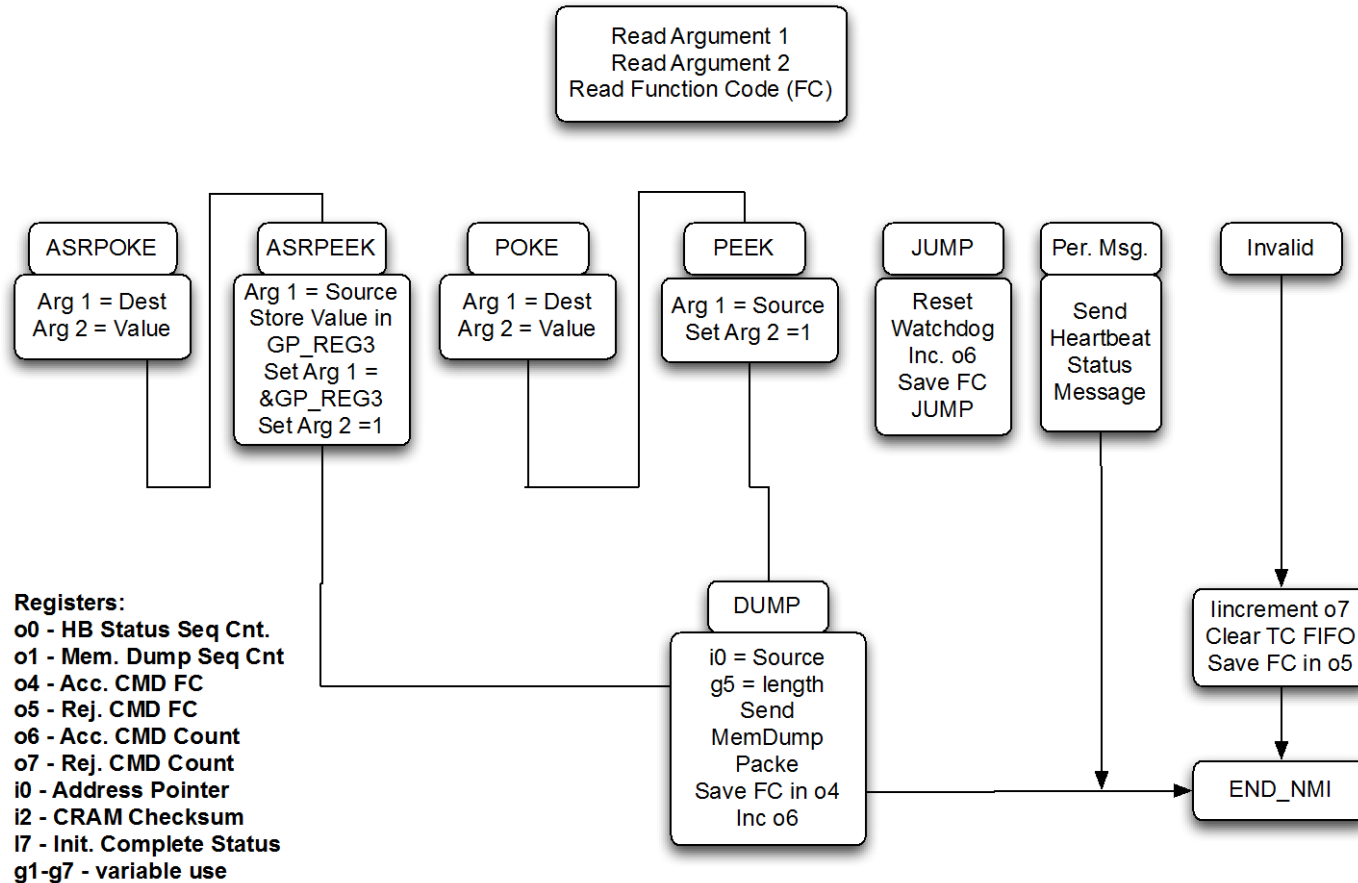 Read Argument 1
Read Argument 2
Read Function Code (FC)
ASRPOKE
Arg 1 = Dest
Arg 2 = Value
ASRPEEK
Arg 1 = Source
Store Value in
GP_REG3
Set Arg 1 =
&GP_REG3
Set Arg 2 =1
POKE
Arg 1 = Dest
Arg 2 = Value
PEEK
Arg 1 = Source
Set Arg 2 =1
JUMP
Reset
Watchdog
Inc. o6
Save FC
JUMP
Per. Msg.
Send
Heartbeat
Status
Message
Invalid
DUMP
i0 = Source
g5 = length
Send
MemDump
Packe
Save FC in o4
Inc o6
Iincrement o7
Clear TC FIFO
Save FC in o5
END_NMI
Registers:
o0 - HB Status Seq Cnt.
o1 - Mem. Dump Seq Cnt
o4 - Acc. CMD FC
o5 - Rej. CMD FC
o6 - Acc. CMD Count
o7 - Rej. CMD Count
i0 - Address Pointer
i2 - CRAM Checksum
l7 - Init. Complete Status
g1-g7 - variable use